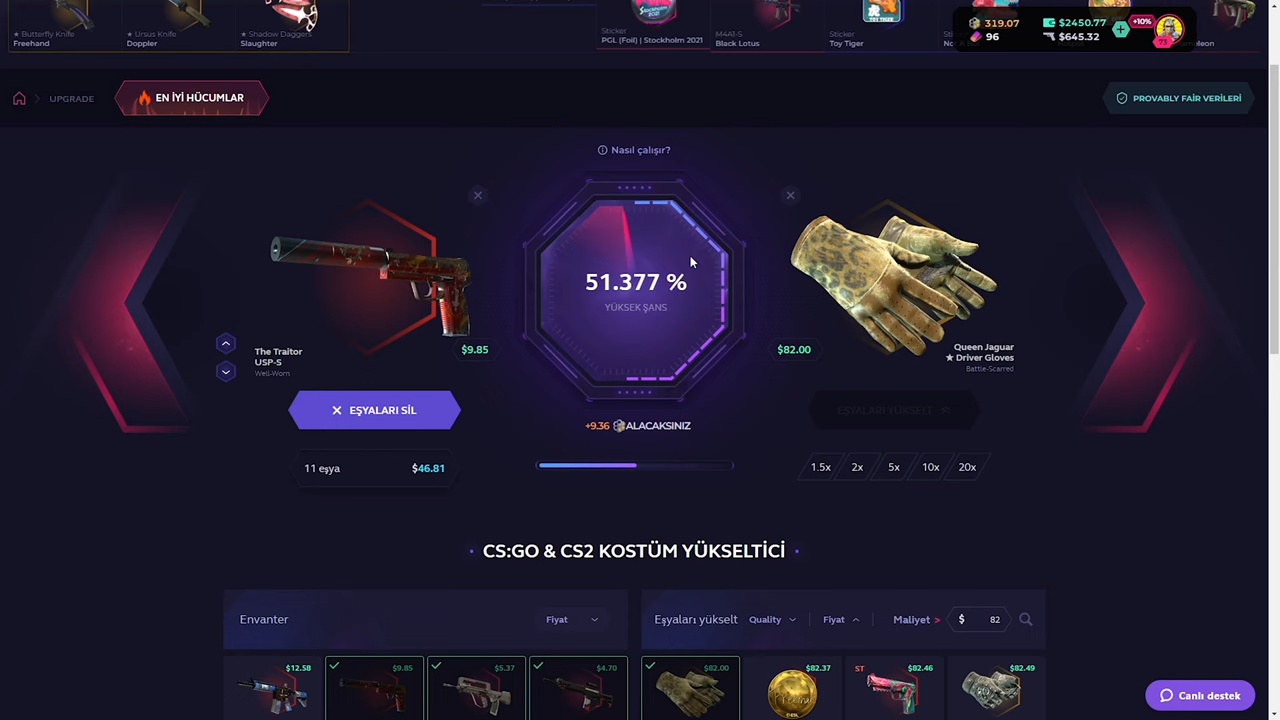 ★ Butterfly Knife
Freehand
★ Ursus Knife
Doppler
★ Shadow Daggers
Slaughter
Sticker
PGL (Foil) | Stockholm 2021
M4A1-S
Black Lotus
Sticker
Toy Tiger
319.07
96
$2450.77
$645.32
+10%
73
UPGRADE
EN İYİ HÜCUMLAR
PROVABLY FAIR VERİLERİ
Nasıl çalışır?
51.377 %
YÜKSEK ŞANS
$9.85
The Traitor
USP-S
Well-Worn
$82.00
Queen Jaguar
★ Driver Gloves
Battle-Scarred
EŞYALARI SİL
EŞYALARI YÜKSELT
+9.36 ALACAKSINIZ
11 eşya $46.81
1.5x 2x 5x 10x 20x
CS:GO & CS2 KOSTÜM YÜKSELTİCİ
Envanter Fiyat
Eşyaları yükselt Quality Fiyat Maliyet > $ 82
$12.58 $9.85 $5.37 $4.70
$82.00 $82.37 ST $82.46 $82.49
Canlı destek